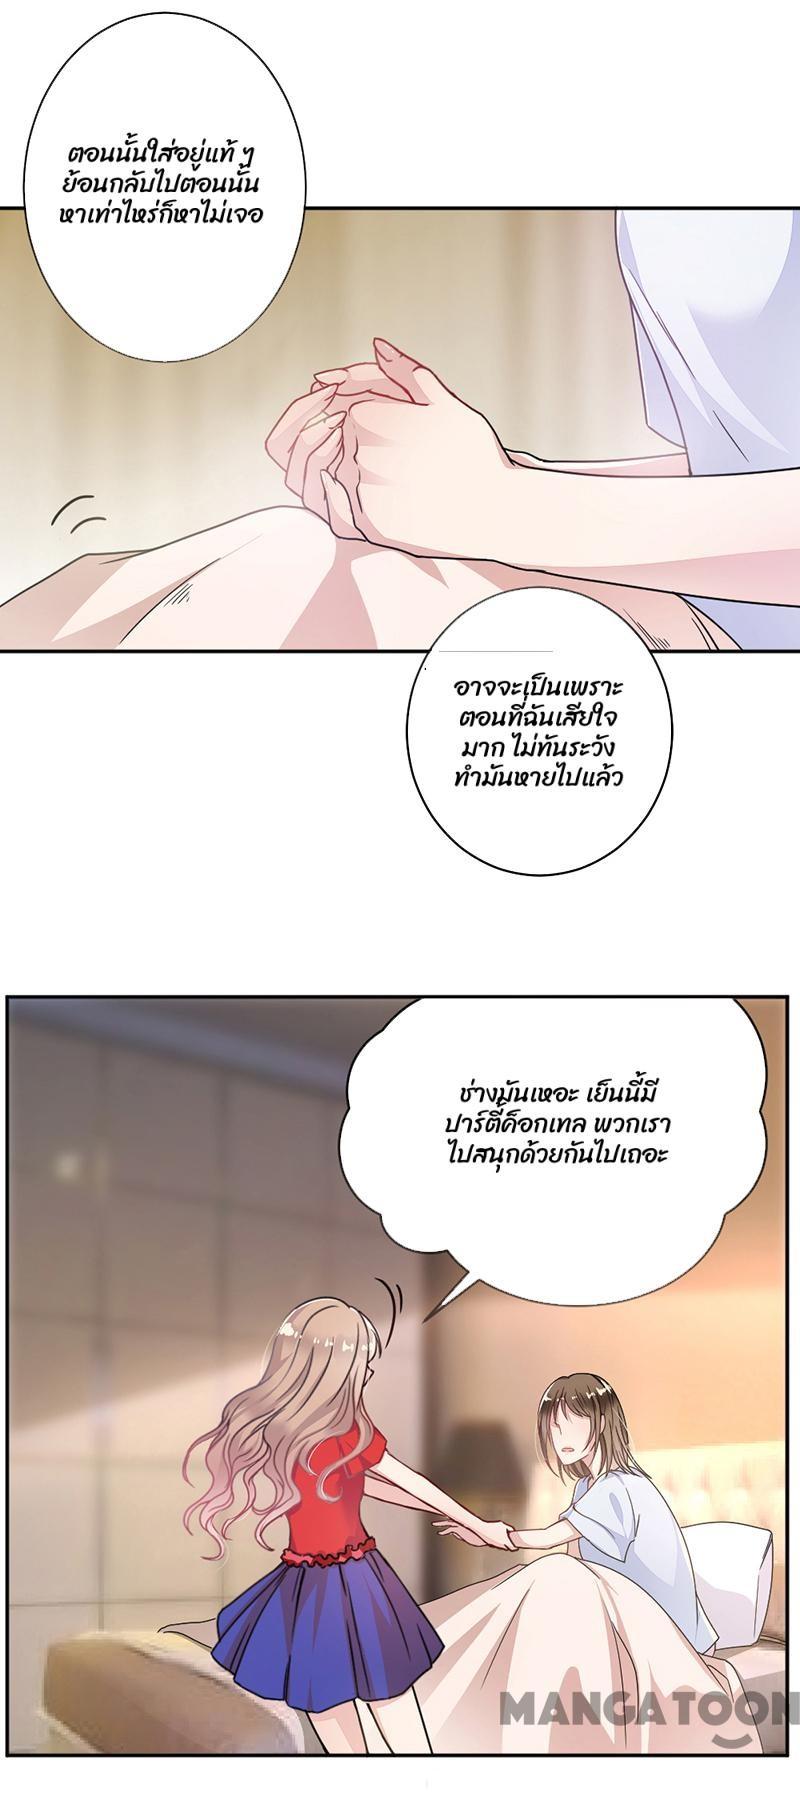 ตอนนั้นใส่อยู่แท้ ๆ
ย้อนกลับไปตอนนั้น
หาเท่าไหร่ก็หาไม่เจอ
อาจจะเป็นเพราะ
ตอนที่ฉันเสียใจ
มาก ไม่ทันระวัง
ทำมันหายไปแล้ว
ช่างมันเหอะ เย็นนี้มี
ปาร์ตี้ค็อกเทล พวกเรา
ไปสนุกด้วยกันไปเถอะ
MANGATOON